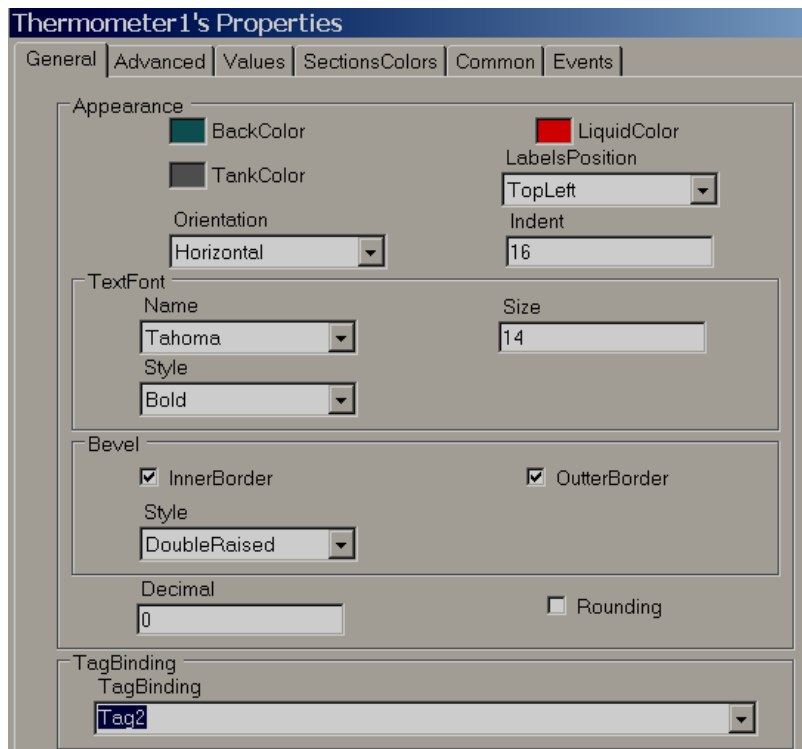 Thermometer1's Properties
General Advanced Values SectionsColors Common Events
Appearance
BackColor LiquidColor
TankColor LabelsPosition
TopLeft
Orientation Indent
Horizontal 16
TextFont
Name Size
Tahoma 14
Style
Bold
Bevel
InnerBorder OutterBorder
Style
DoubleRaised
Decimal
0 Rounding
TagBinding
TagBinding
Tag2